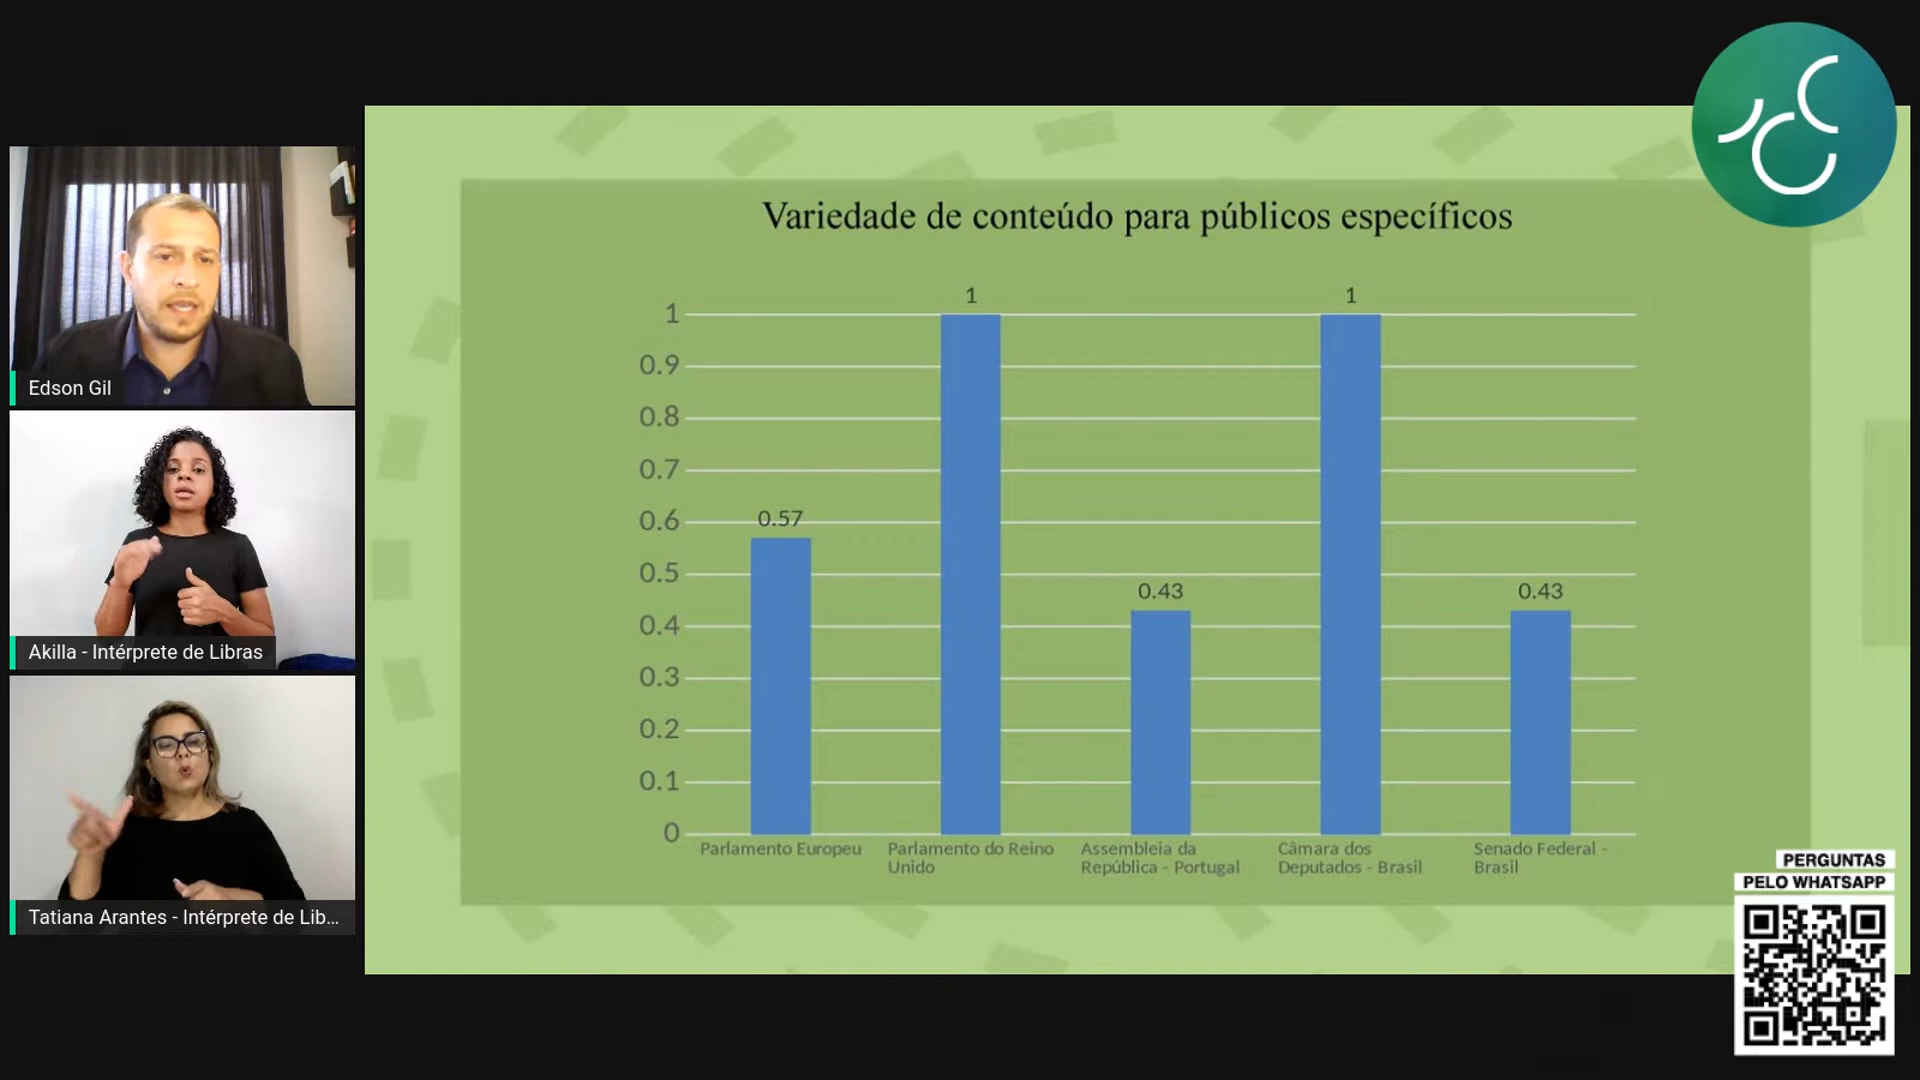 Edson Gil
Akilla - Intérprete de Libras
Tatiana Arantes - Intérprete de Lib...
Variedade de conteúdo para públicos específicos
1
0.9
0.8
0.7
0.6
0.5
0.4
0.3
0.2
0.1
0
0.57
1
0.43
1
0.43
Parlamento Europeu
Parlamento do Reino
Unido
Assembleia da
República - Portugal
Câmara dos
Deputados - Brasil
Senado Federal -
Brasil
PERGUNTAS
PELO WHATSAPP